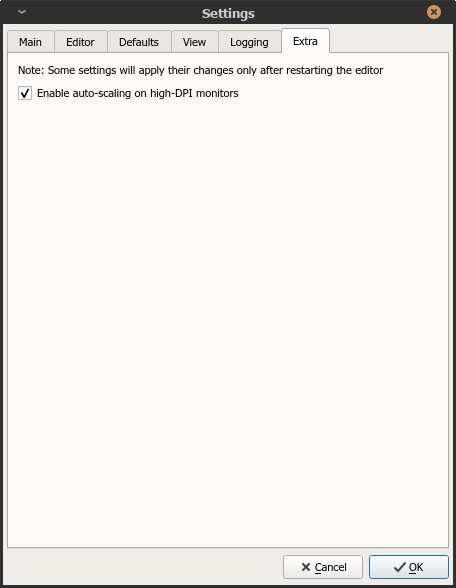 Settings
Main Editor Defaults View Logging Extra
Note: Some settings will apply their changes only after restarting the editor
Enable auto-scaling on high-DPI monitors
Cancel OK